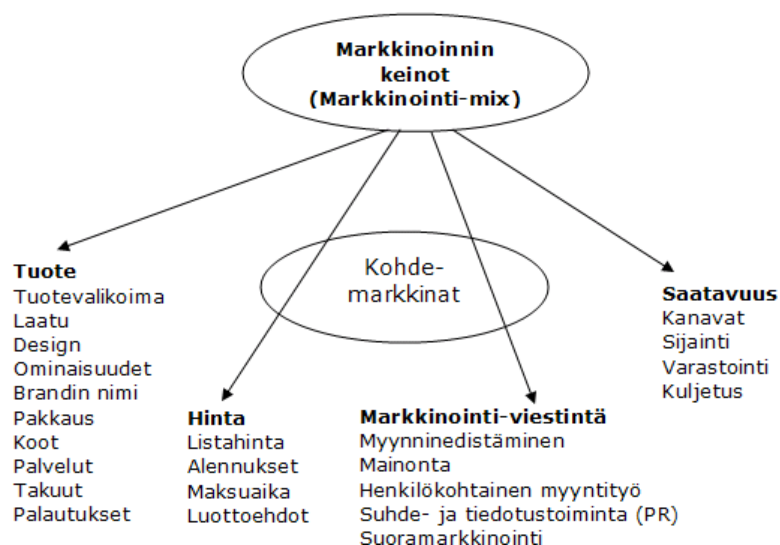 Markkinoinnin
keinot
(Markkinointi-mix)
Kohde-
markkinat
Tuote
Tuotevalikoima
Laatu
Design
Ominaisuudet
Brandin nimi
Pakkaus
Koot
Palvelut
Takuut
Palautukset
Hinta
Listahinta
Alennukset
Maksuaika
Luottoehdot
Markkinointi-viestintä
Myynninedistäminen
Mainonta
Henkilökohtainen myyntityö
Suhde- ja tiedotustoiminta (PR)
Suoramarkkinointi
Saatavuus
Kanavat
Sijainti
Varastointi
Kuljetus